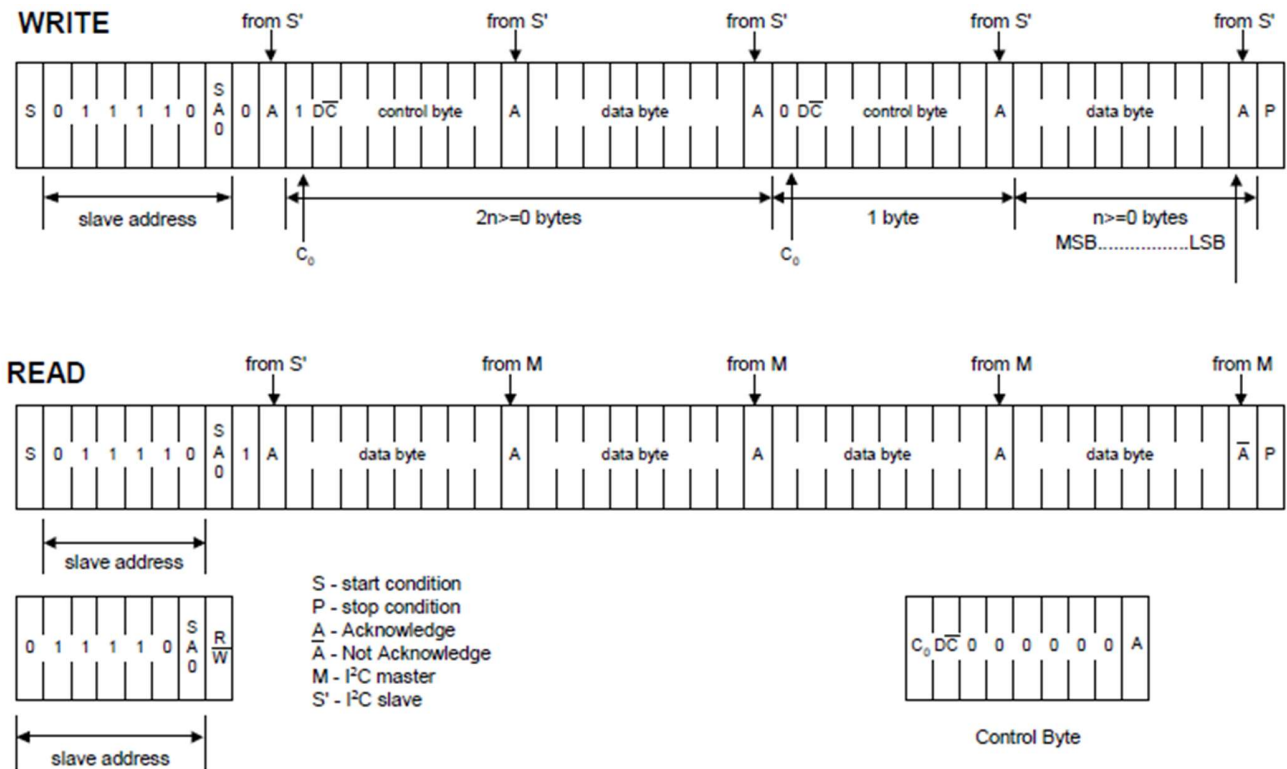 WRITE
from S' from S' from S' from S' from S'
S 0 1 1 1 1 0 SA0 0 A 1 DC̅ control byte A data byte A 0 DC̅ control byte A data byte A P
slave address 2n>=0 bytes 1 byte n>=0 bytes
MSB................LSB
C₀ C₀
READ
from S' from M from M from M from M
S 0 1 1 1 1 0 SA0 1 A data byte A data byte A data byte A data byte A̅ P
slave address
0 1 1 1 1 0 SA0 R/W̅
slave address
S - start condition
P - stop condition
A - Acknowledge
A̅ - Not Acknowledge
M - I²C master
S' - I²C slave
C₀ DC̅ 0 0 0 0 0 0 A
Control Byte